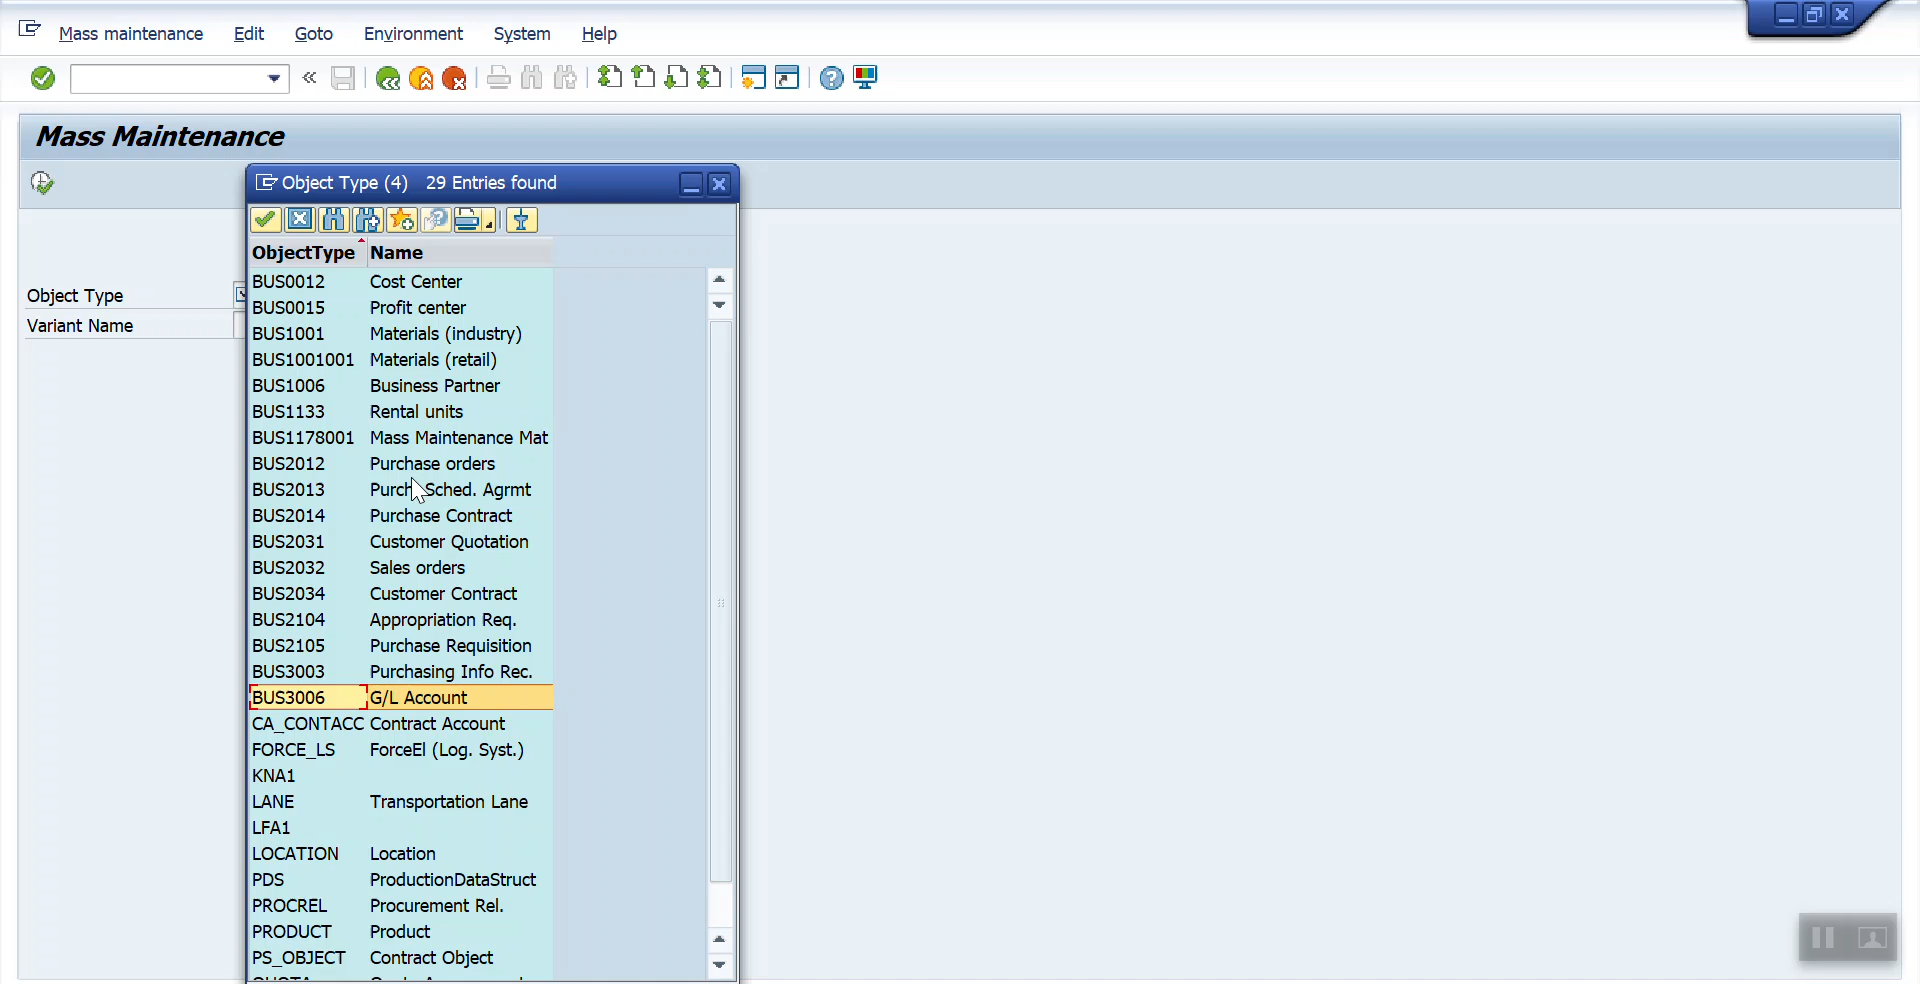 Mass maintenance Edit Goto Environment System Help
Mass Maintenance
Object Type (4) 29 Entries found
ObjectType Name
Object Type
Variant Name
BUS0012 Cost Center
BUS0015 Profit center
BUS1001 Materials (industry)
BUS1001001 Materials (retail)
BUS1006 Business Partner
BUS1133 Rental units
BUS1178001 Mass Maintenance Mat
BUS2012 Purchase orders
BUS2013 Purch Sched. Agrmt
BUS2014 Purchase Contract
BUS2031 Customer Quotation
BUS2032 Sales orders
BUS2034 Customer Contract
BUS2104 Appropriation Req.
BUS2105 Purchase Requisition
BUS3003 Purchasing Info Rec.
BUS3006 G/L Account
CA_CONTACC Contract Account
FORCE_LS ForceEl (Log. Syst.)
KNA1
LANE Transportation Lane
LFA1
LOCATION Location
PDS ProductionDataStruct
PROCREL Procurement Rel.
PRODUCT Product
PS_OBJECT Contract Object